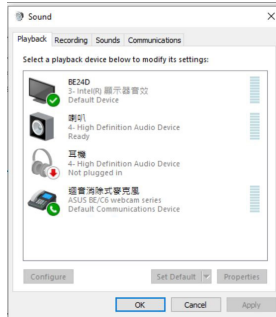 Sound
Playback Recording Sounds Communications
Select a playback device below to modify its settings:
BE24D
3- Intel(R) 顯示器音效
Default Device
喇叭
4- High Definition Audio Device
Ready
耳機
4- High Definition Audio Device
Not plugged in
迴音消除式麥克風
ASUS BE/C6 webcam series
Default Communications Device
Configure Set Default Properties
OK Cancel Apply